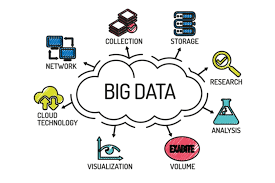 COLLECTION
STORAGE
NETWORK
RESEARCH
BIG DATA
CLOUD
TECHNOLOGY
ANALYSIS
EXABYTE
VISUALIZATION
VOLUME